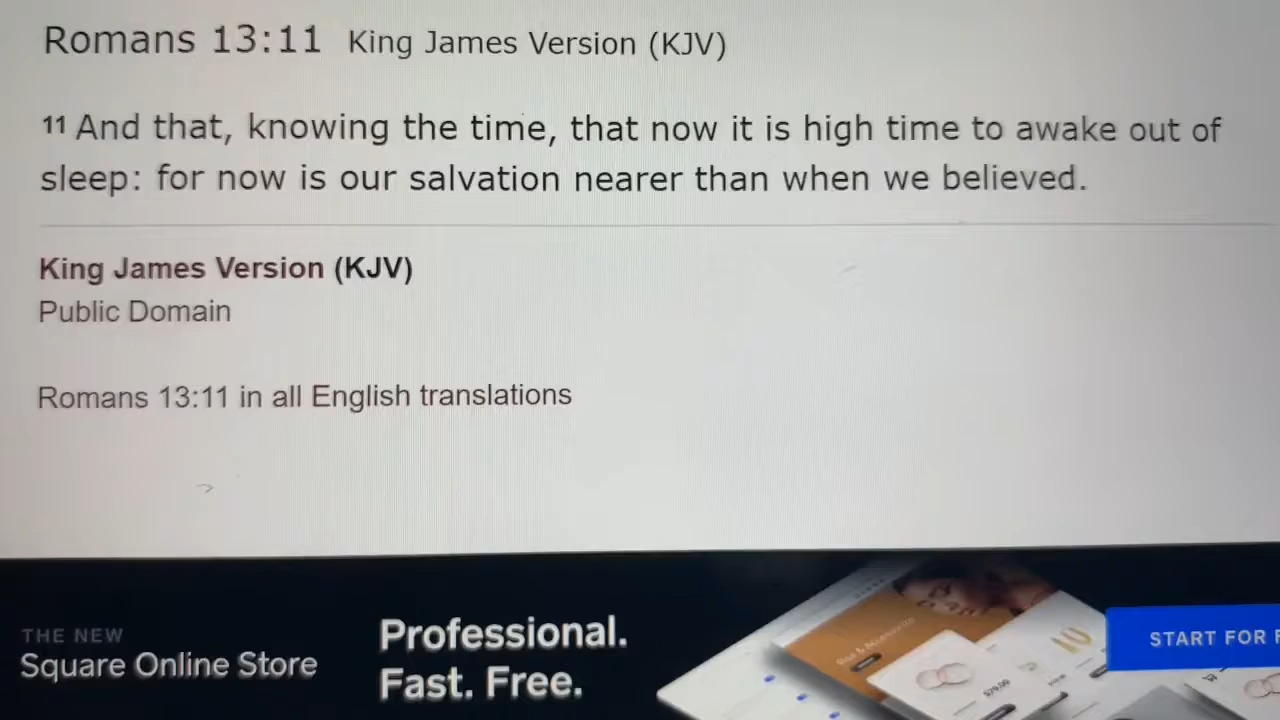 Romans 13:11 King James Version (KJV)
11 And that, knowing the time, that now it is high time to awake out of
sleep: for now is our salvation nearer than when we believed.
King James Version (KJV)
Public Domain
Romans 13:11 in all English translations
THE NEW
Square Online Store
Professional.
Fast. Free.
START FOR
$79.00